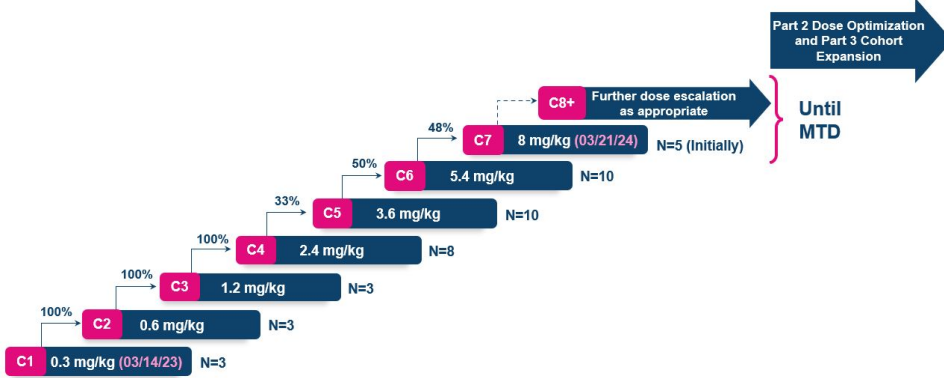 Part 2 Dose Optimization
and Part 3 Cohort
Expansion
C8+ Further dose escalation
as appropriate
Until
MTD
48%
C7 8 mg/kg (03/21/24) N=5 (Initially)
50%
C6 5.4 mg/kg N=10
33%
C5 3.6 mg/kg N=10
100%
C4 2.4 mg/kg N=8
100%
C3 1.2 mg/kg N=3
100%
C2 0.6 mg/kg N=3
C1 0.3 mg/kg (03/14/23) N=3